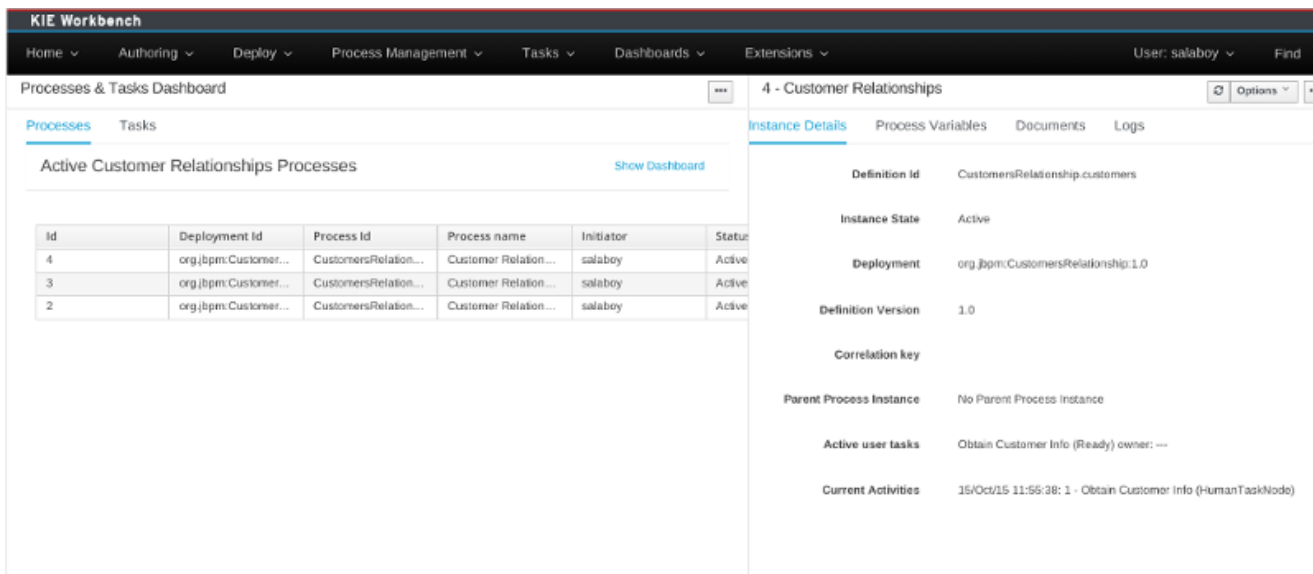 KIE Workbench
Home Authoring Deploy Process Management Tasks Dashboards Extensions User: salaboy Find
Processes & Tasks Dashboard
Processes Tasks
Active Customer Relationships Processes Show Dashboard
Id Deployment Id Process Id Process name Initiator Status
4 org.jbpm:Customer... CustomersRelation... Customer Relation... salaboy Active
3 org.jbpm:Customer... CustomersRelation... Customer Relation... salaboy Active
2 org.jbpm:Customer... CustomersRelation... Customer Relation... salaboy Active
4 - Customer Relationships Options
Instance Details Process Variables Documents Logs
Definition Id CustomersRelationship.customers
Instance State Active
Deployment org.jbpm:CustomersRelationship:1.0
Definition Version 1.0
Correlation key
Parent Process Instance No Parent Process Instance
Active user tasks Obtain Customer Info (Ready) owner: ---
Current Activities 15/Oct/15 11:55:38: 1 - Obtain Customer Info (HumanTaskNode)